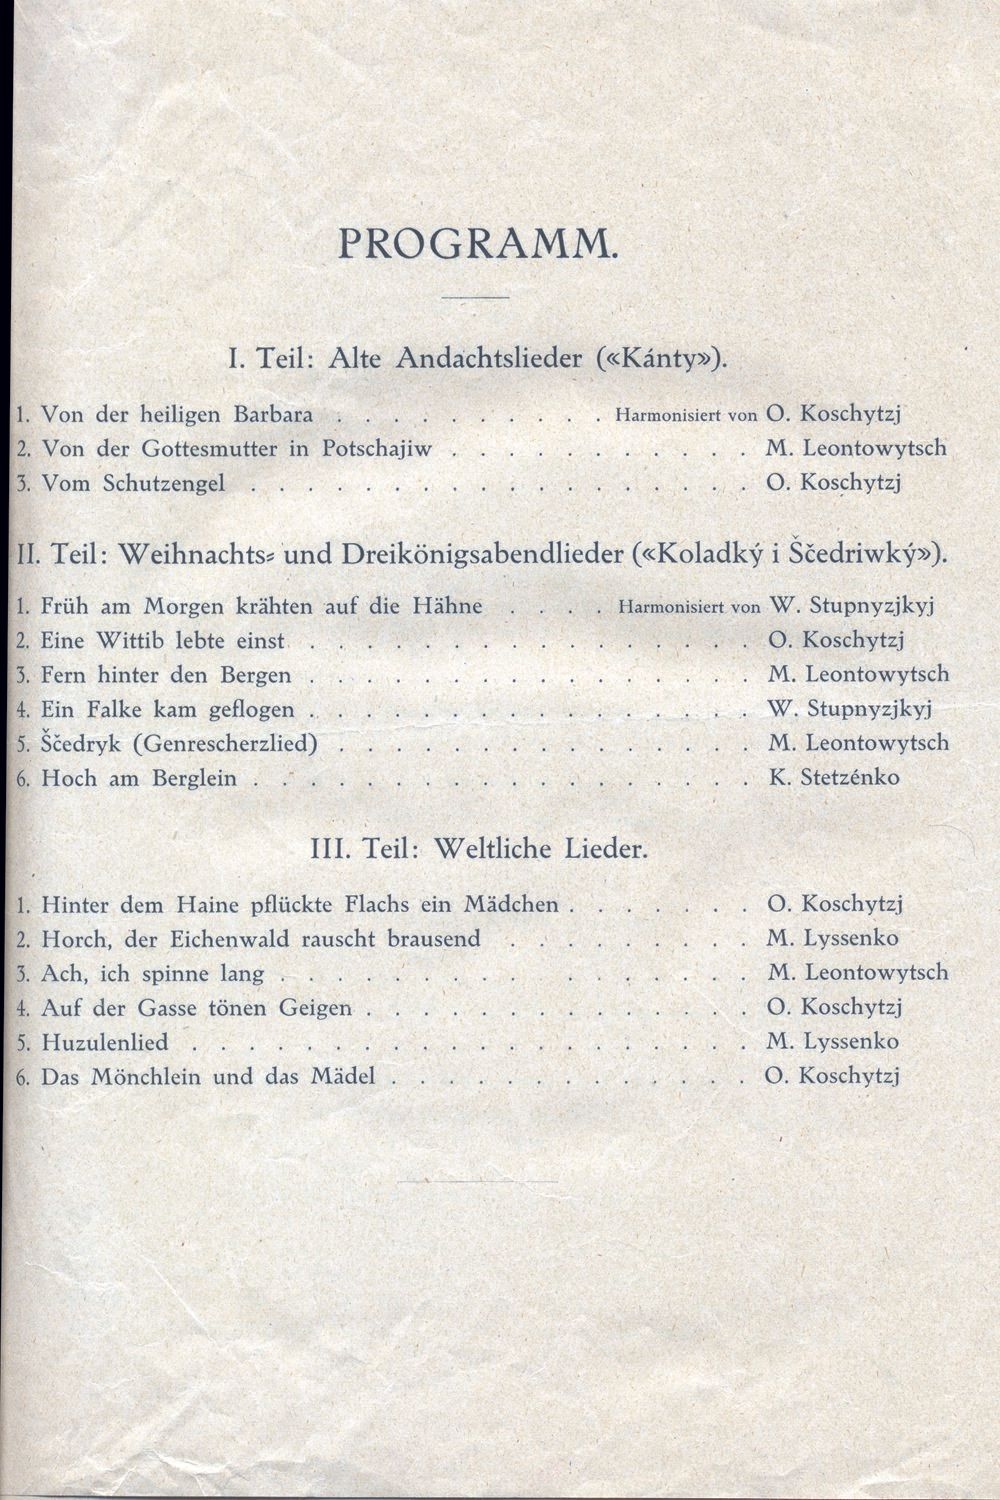 PROGRAMM.
I. Teil: Alte Andachtslieder («Kánty»).
1. Von der heiligen Barbara . . . . . . . . . . Harmonisiert von O. Koschytzj
2. Von der Gottesmutter in Potschajiw . . . . . . . . . . . M. Leontowytsch
3. Vom Schutzengel . . . . . . . . . . . . . . . . . . O. Koschytzj
II. Teil: Weihnachts- und Dreikönigsabendlieder («Koladký i Ščedriwký»).
1. Früh am Morgen krähten auf die Hähne . . . . Harmonisiert von W. Stupnyzjkyj
2. Eine Wittib lebte einst . . . . . . . . . . . . . . . . O. Koschytzj
3. Fern hinter den Bergen . . . . . . . . . . . . . . . . M. Leontowytsch
4. Ein Falke kam geflogen . . . . . . . . . . . . . . . . W. Stupnyzjkyj
5. Ščedryk (Genrescherzlied) . . . . . . . . . . . . . . . M. Leontowytsch
6. Hoch am Berglein . . . . . . . . . . . . . . . . . . K. Stetzénko
III. Teil: Weltliche Lieder.
1. Hinter dem Haine pflückte Flachs ein Mädchen . . . . . . . O. Koschytzj
2. Horch, der Eichenwald rauscht brausend . . . . . . . . . M. Lyssenko
3. Ach, ich spinne lang . . . . . . . . . . . . . . . . . M. Leontowytsch
4. Auf der Gasse tönen Geigen . . . . . . . . . . . . . . O. Koschytzj
5. Huzulenlied . . . . . . . . . . . . . . . . . . . . M. Lyssenko
6. Das Mönchlein und das Mädel . . . . . . . . . . . . . O. Koschytzj